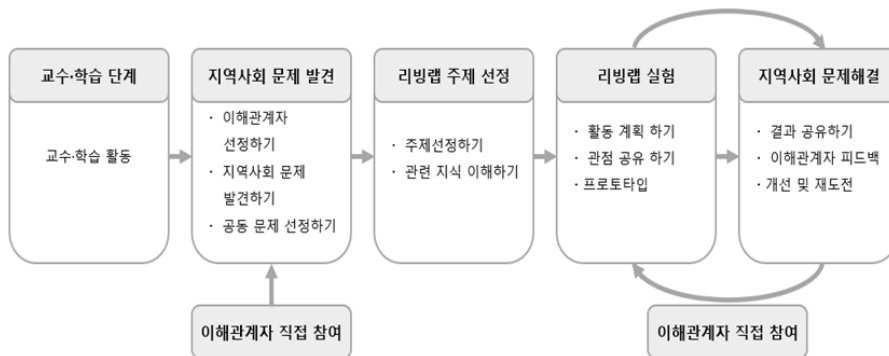 교수·학습 단계
교수·학습 활동
지역사회 문제 발견
· 이해관계자
선정하기
· 지역사회 문제
발견하기
· 공동 문제 선정하기
리빙랩 주제 선정
· 주제선정하기
· 관련 지식 이해하기
리빙랩 실험
· 활동 계획 하기
· 관점 공유 하기
· 프로토타입
지역사회 문제해결
· 결과 공유하기
· 이해관계자 피드백
· 개선 및 재도전
이해관계자 직접 참여
이해관계자 직접 참여